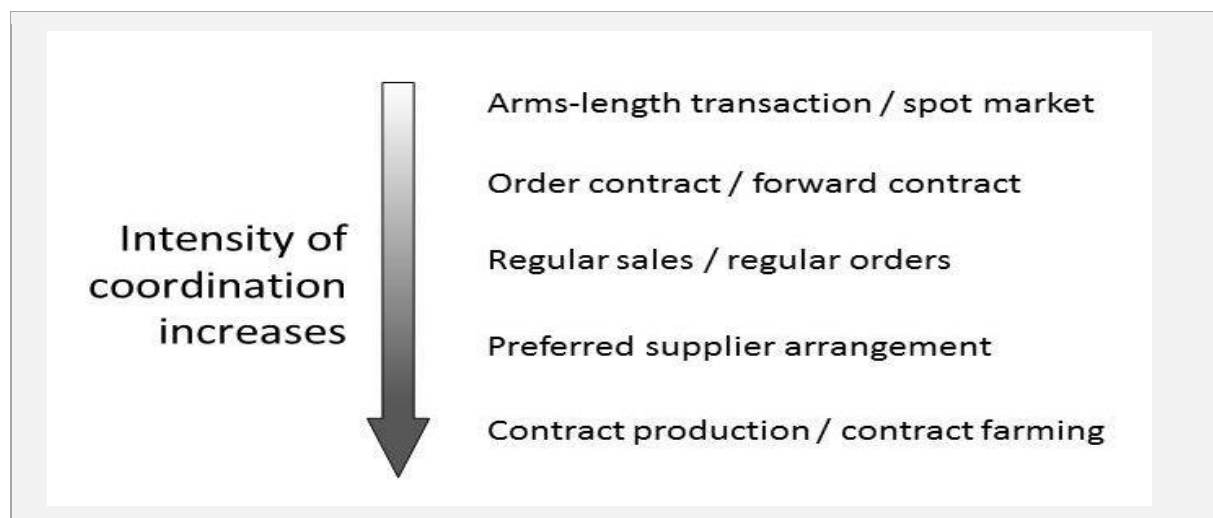 Arms-length transaction / spot market
Order contract / forward contract
Intensity of
coordination
increases
Regular sales / regular orders
Preferred supplier arrangement
Contract production / contract farming